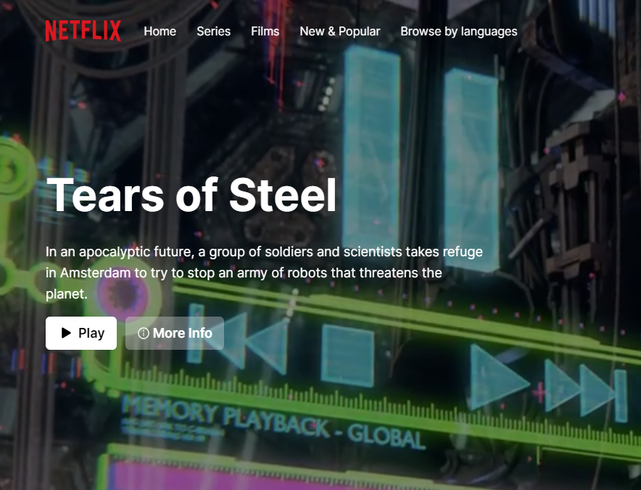 NETFLIX Home Series Films New & Popular Browse by languages
Tears of Steel
In an apocalyptic future, a group of soldiers and scientists takes refuge
in Amsterdam to try to stop an army of robots that threatens the
planet.
Play More Info
MEMORY PLAYBACK - GLOBAL